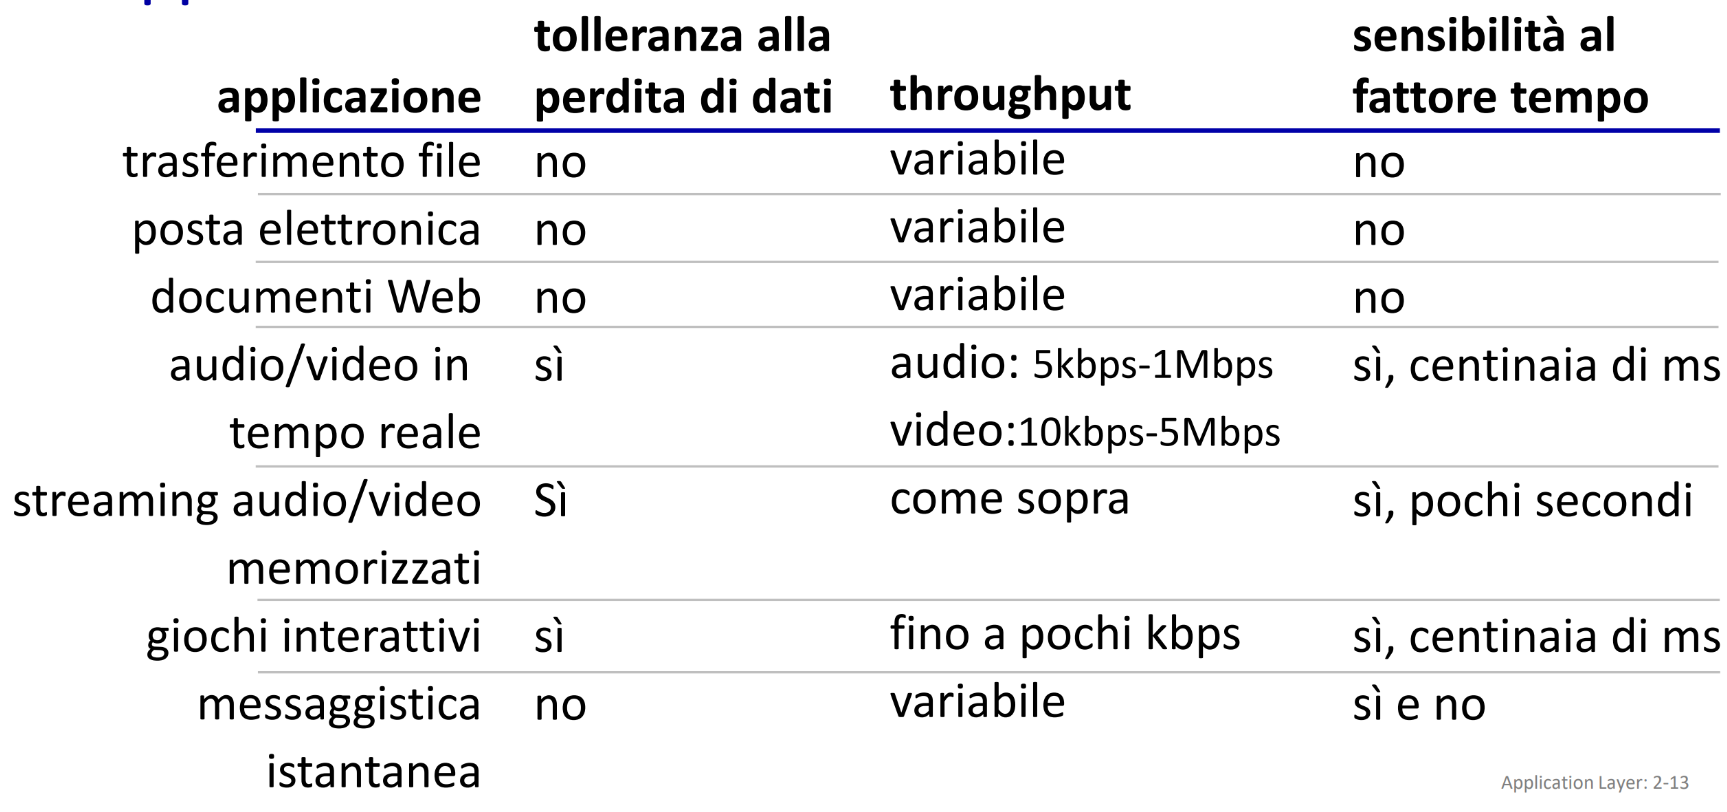 tolleranza alla sensibilità al
applicazione perdita di dati throughput fattore tempo
trasferimento file no variabile no
posta elettronica no variabile no
documenti Web no variabile no
audio/video in sì audio: 5kbps-1Mbps sì, centinaia di ms
tempo reale video:10kbps-5Mbps
streaming audio/video Sì come sopra sì, pochi secondi
memorizzati
giochi interattivi sì fino a pochi kbps sì, centinaia di ms
messaggistica no variabile sì e no
istantanea
Application Layer: 2-13